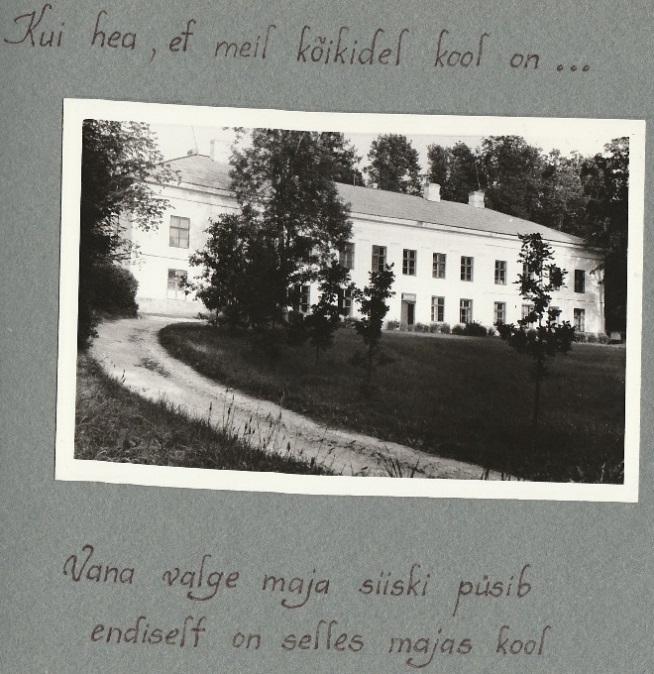 Kui hea, et meil kõikidel kool on...
Vana valge maja siiski püsib
endiselt on selles majas kool